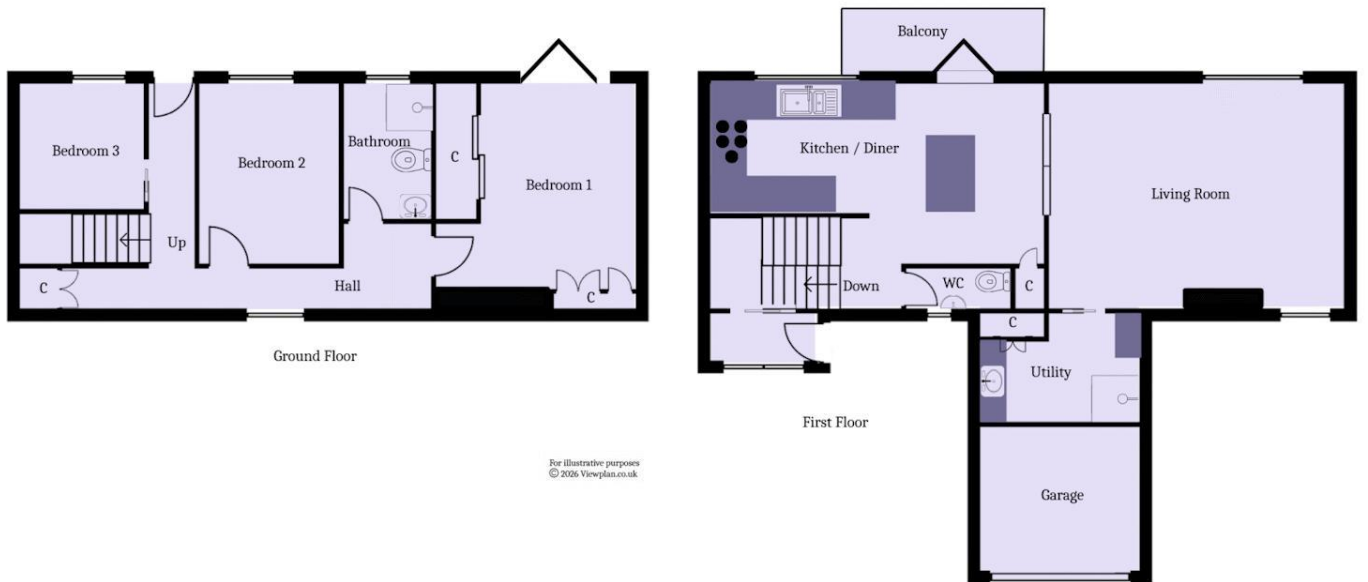 Balcony
Bedroom 3
Bedroom 2
Bathroom
C
Bedroom 1
Up
C
Hall
C
Ground Floor
Kitchen / Diner
Living Room
Down
WC
C
C
Utility
First Floor
Garage
For illustrative purposes
© 2026 Viewplan.co.uk